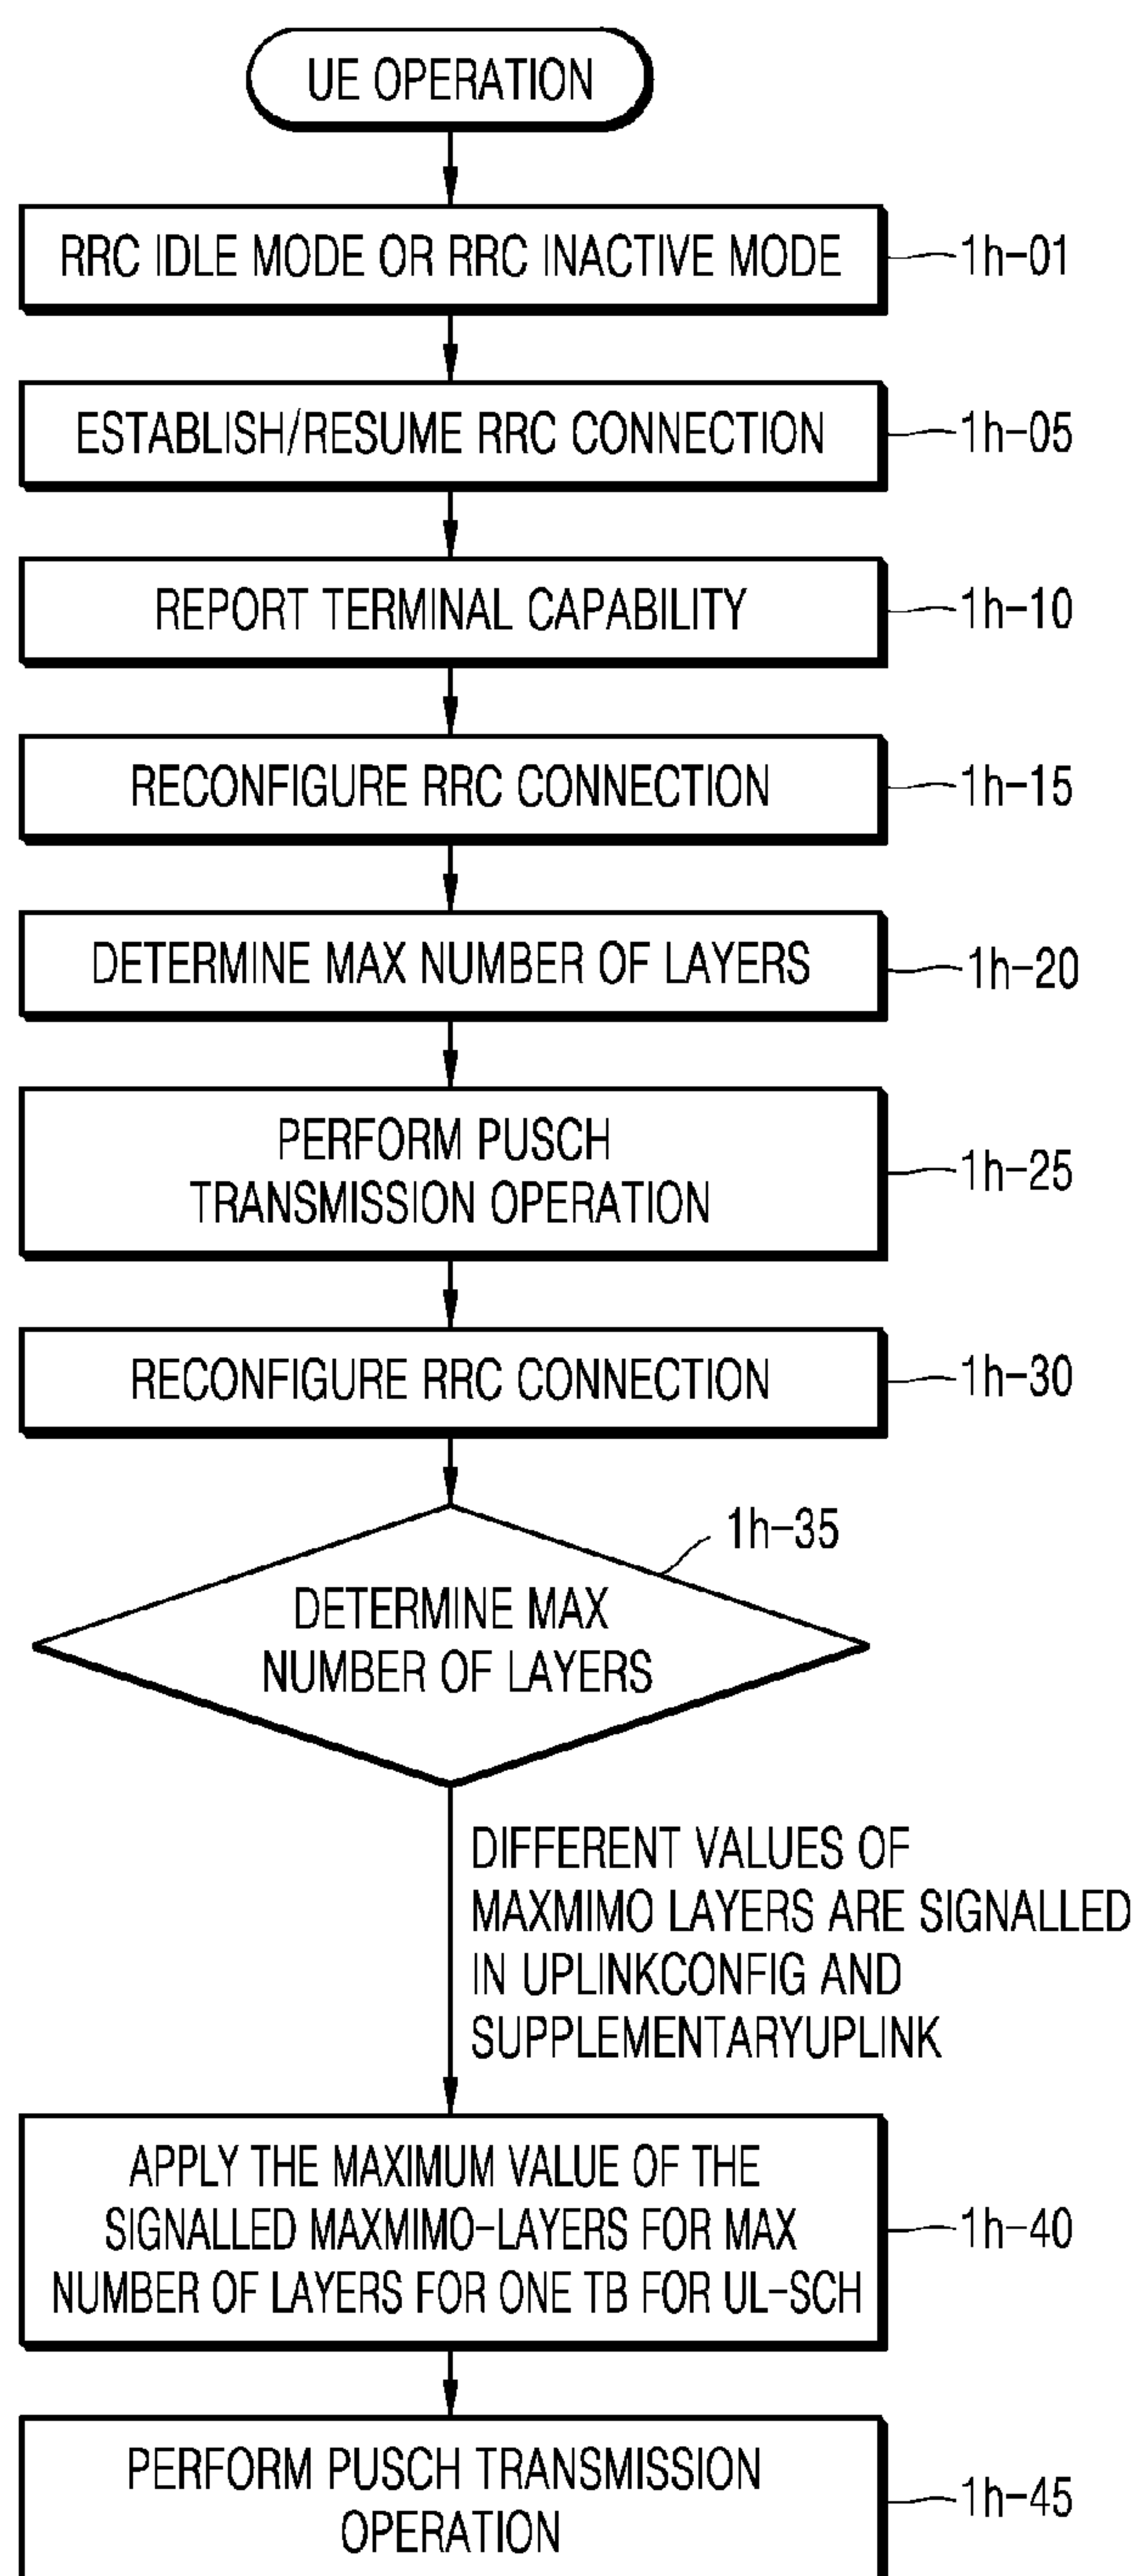 UE OPERATION
RRC IDLE MODE OR RRC INACTIVE MODE
1h-01
ESTABLISH/RESUME RRC CONNECTION
1h-05
REPORT TERMINAL CAPABILITY
1h-10
RECONFIGURE RRC CONNECTION
1h-15
DETERMINE MAX NUMBER OF LAYERS
1h-20
PERFORM PUSCH
TRANSMISSION OPERATION
1h-25
RECONFIGURE RRC CONNECTION
1h-30
1h-35
DETERMINE MAX
NUMBER OF LAYERS
DIFFERENT VALUES OF
MAXMIMO LAYERS ARE SIGNALLED
IN UPLINKCONFIG AND
SUPPLEMENTARYUPLINK
APPLY THE MAXIMUM VALUE OF THE
SIGNALLED MAXMIMO-LAYERS FOR MAX
NUMBER OF LAYERS FOR ONE TB FOR UL-SCH
1h-40
PERFORM PUSCH TRANSMISSION
OPERATION
1h-45